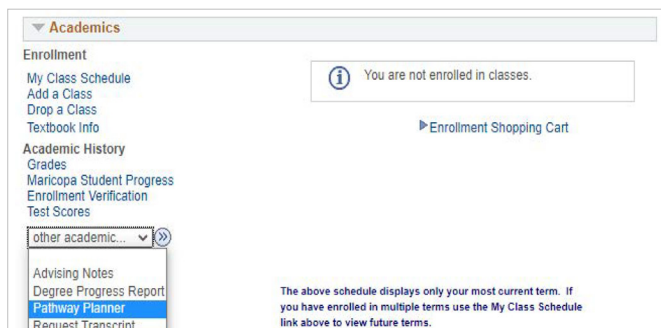 Academics
Enrollment
My Class Schedule
Add a Class
Drop a Class
Textbook Info
Academic History
Grades
Maricopa Student Progress
Enrollment Verification
Test Scores
other academic...
Advising Notes
Degree Progress Report
Pathway Planner
Request Transcript
You are not enrolled in classes.
Enrollment Shopping Cart
The above schedule displays only your most current term. If
you have enrolled in multiple terms use the My Class Schedule
link above to view future terms.